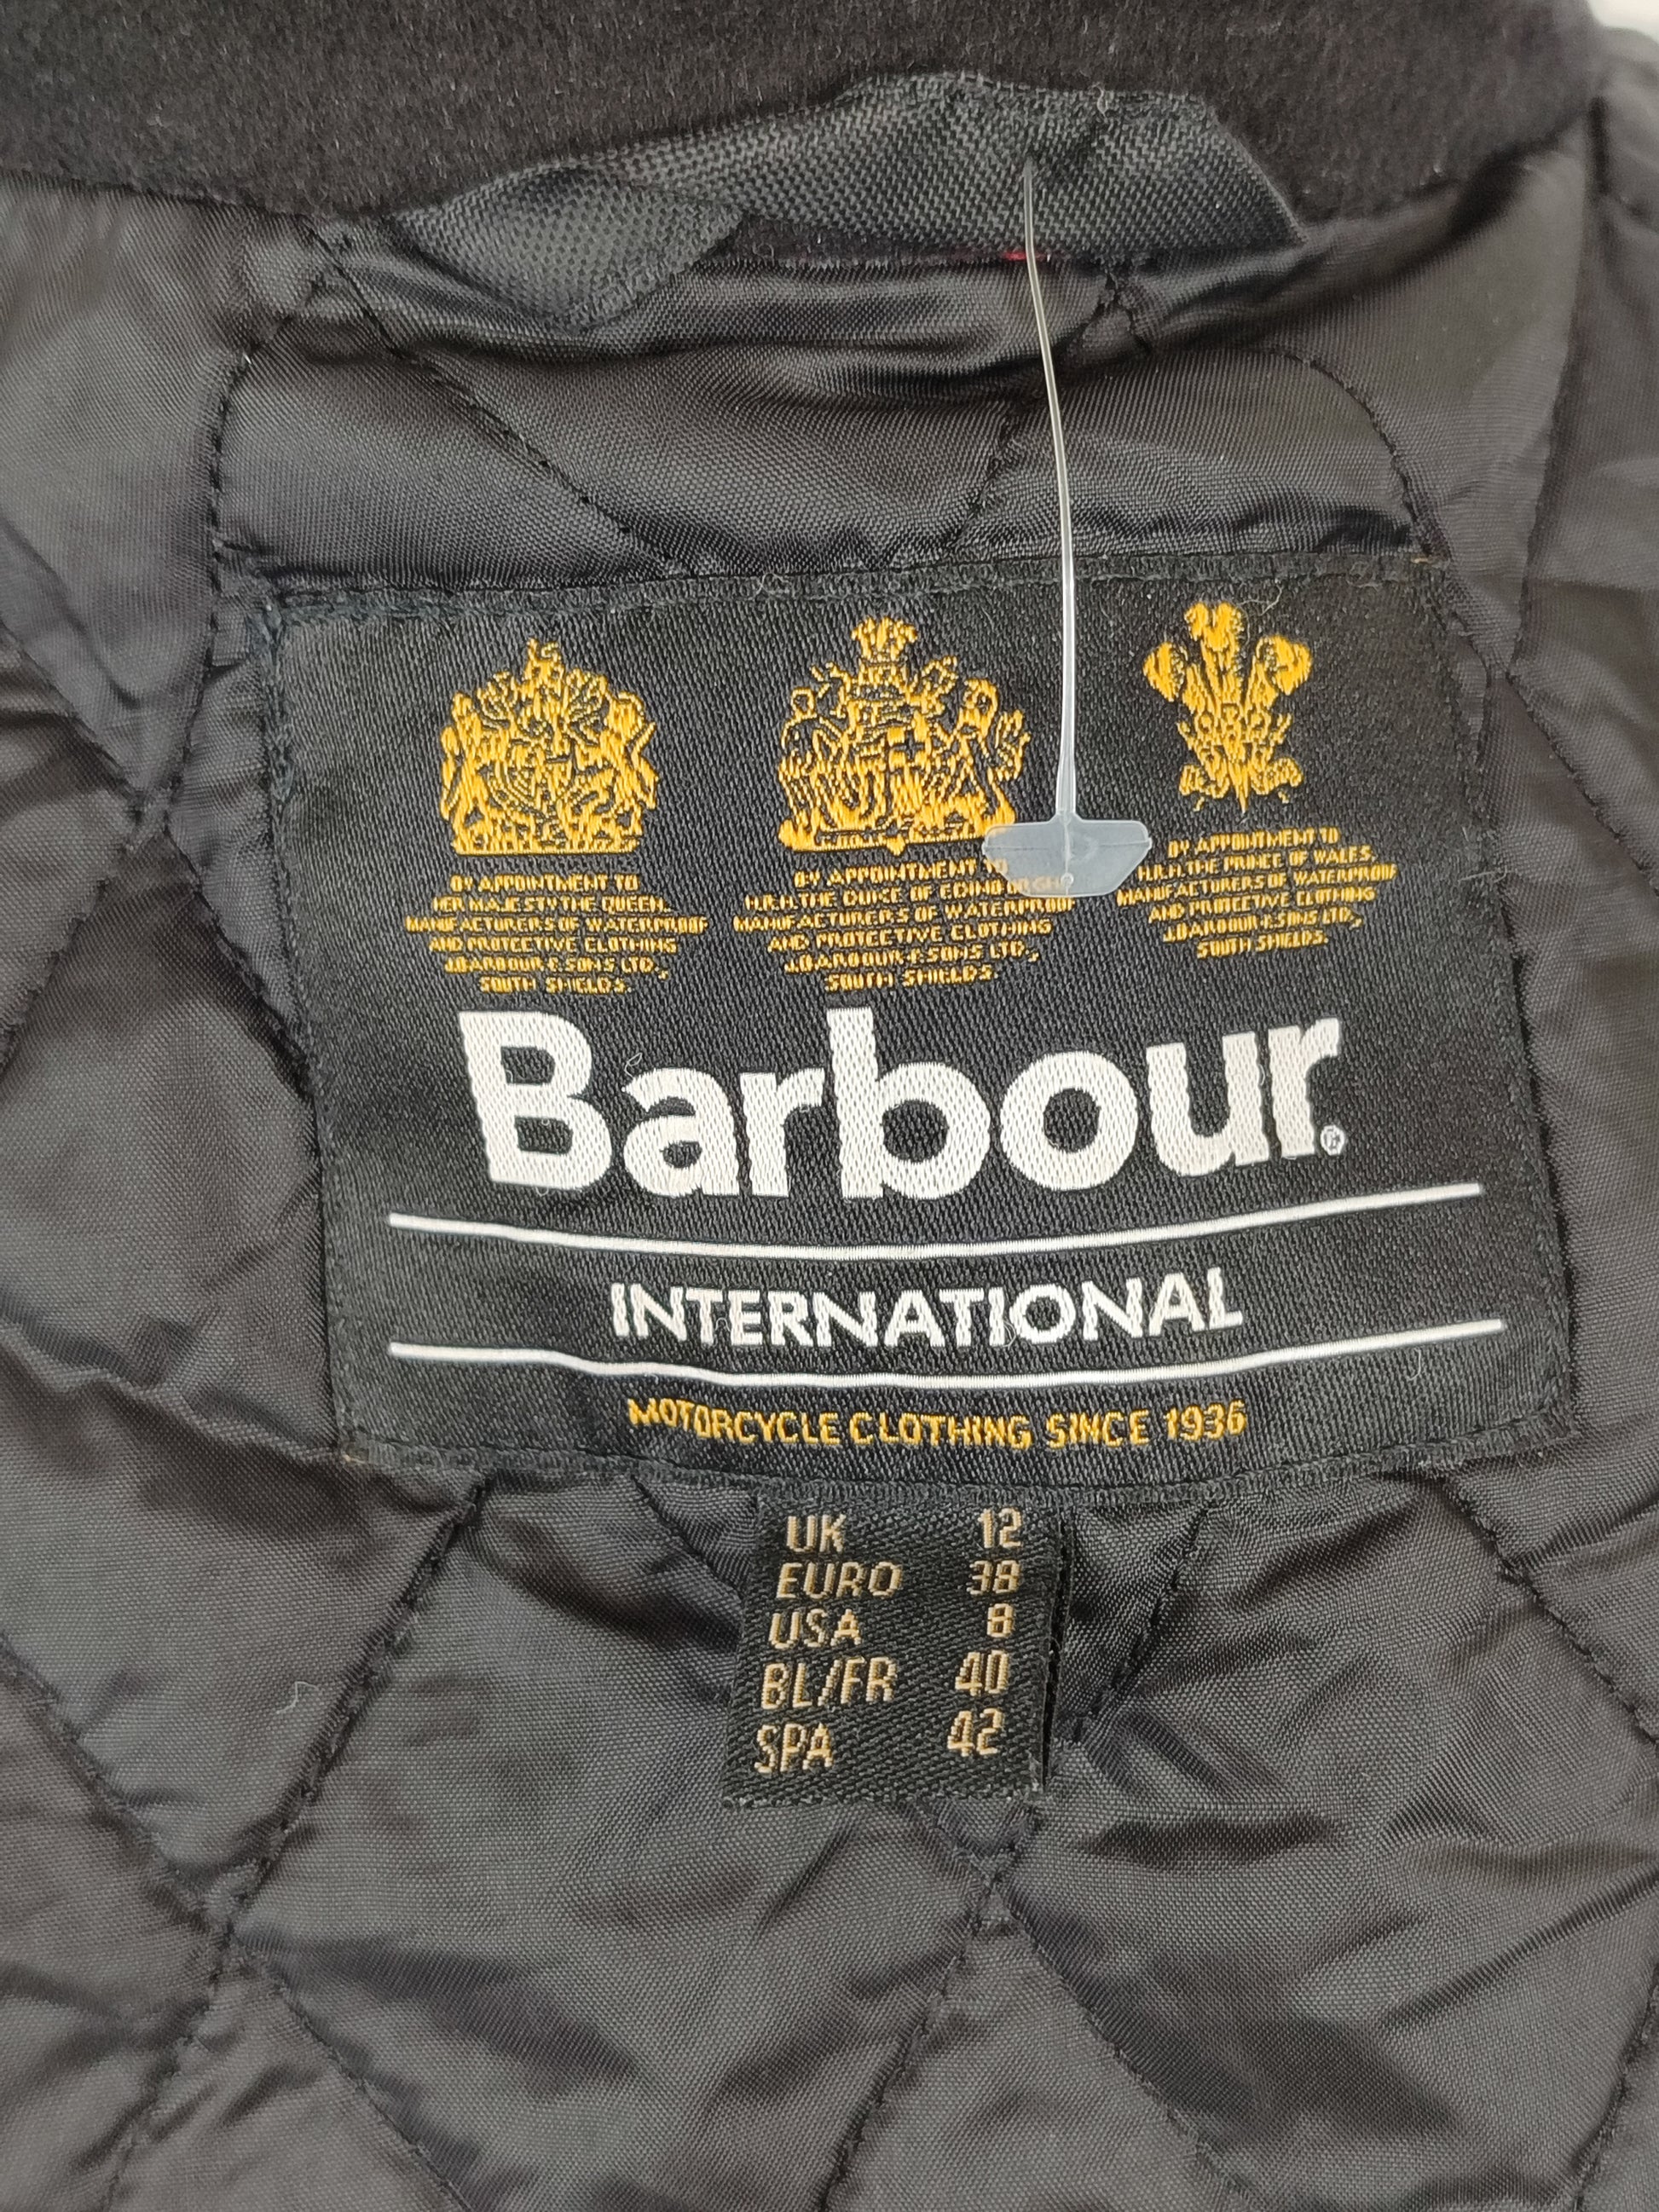 BY APPOINTMENT TO
HER MAJESTY THE QUEEN,
MANUFACTURERS OF WATERPROOF
AND PROTECTIVE CLOTHING
J.BARBOUR & SONS LTD,
SOUTH SHIELDS.
BY APPOINTMENT TO
H.R.H. THE DUKE OF EDINBURGH
MANUFACTURERS OF WATERPROOF
AND PROTECTIVE CLOTHING
J.BARBOUR & SONS LTD,
SOUTH SHIELDS.
BY APPOINTMENT TO
H.R.H. THE PRINCE OF WALES,
MANUFACTURERS OF WATERPROOF
AND PROTECTIVE CLOTHING
J.BARBOUR & SONS LTD,
SOUTH SHIELDS.
Barbour®
INTERNATIONAL
MOTORCYCLE CLOTHING SINCE 1936
UK 12
EURO 38
USA 8
BL/FR 40
SPA 42